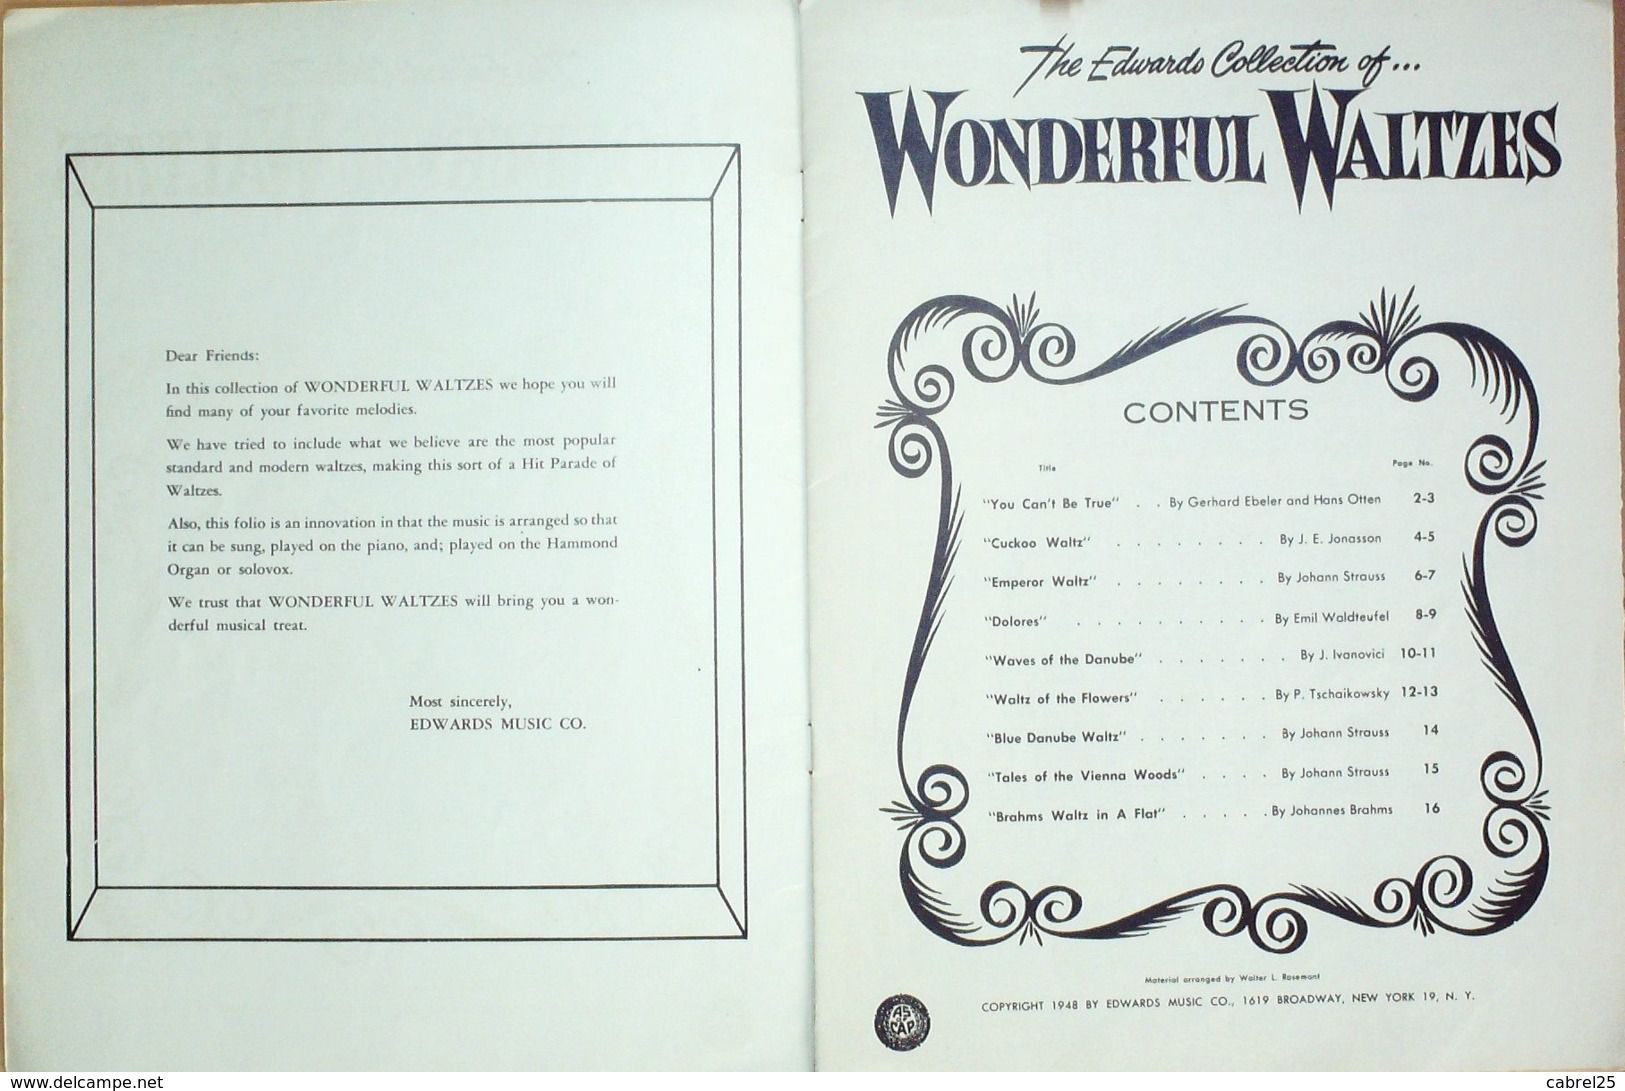 Dear Friends:
In this collection of WONDERFUL WALTZES we hope you will
find many of your favorite melodies.
We have tried to include what we believe are the most popular
standard and modern waltzes, making this sort of a Hit Parade of
Waltzes.
Also, this folio is an innovation in that the music is arranged so that
it can be sung, played on the piano, and; played on the Hammond
Organ or solovox.
We trust that WONDERFUL WALTZES will bring you a won-
derful musical treat.
Most sincerely,
EDWARDS MUSIC CO.
The Edwards Collection of...
WONDERFUL WALTZES
CONTENTS
Title Page No.
"You Can't Be True" . . By Gerhard Ebeler and Hans Otten 2-3
"Cuckoo Waltz" . . . . . . . . By J. E. Jonasson 4-5
"Emperor Waltz" . . . . . . . . By Johann Strauss 6-7
"Dolores" . . . . . . . . . . By Emil Waldteufel 8-9
"Waves of the Danube" . . . . . . . By J. Ivanovici 10-11
"Waltz of the Flowers" . . . . . . By P. Tschaikowsky 12-13
"Blue Danube Waltz" . . . . . . . By Johann Strauss 14
"Tales of the Vienna Woods" . . . . By Johann Strauss 15
"Brahms Waltz in A Flat" . . . . . By Johannes Brahms 16
Material arranged by Walter L. Rosemont
COPYRIGHT 1948 BY EDWARDS MUSIC CO., 1619 BROADWAY, NEW YORK 19, N. Y.
AS
OF
CAP
www.delcampe.net
cabrel25